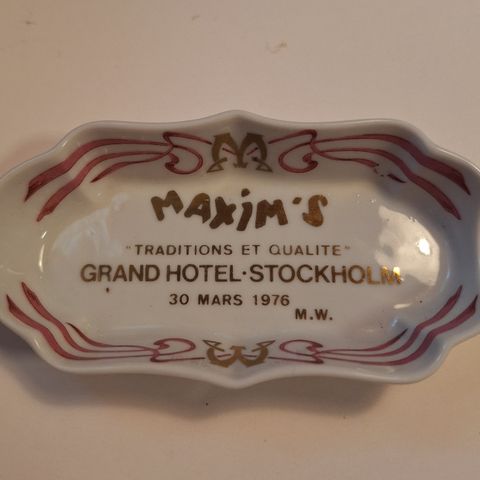 MAXIM'S
"TRADITIONS ET QUALITE"
GRAND HOTEL·STOCKHOLM
30 MARS 1976
M.W.